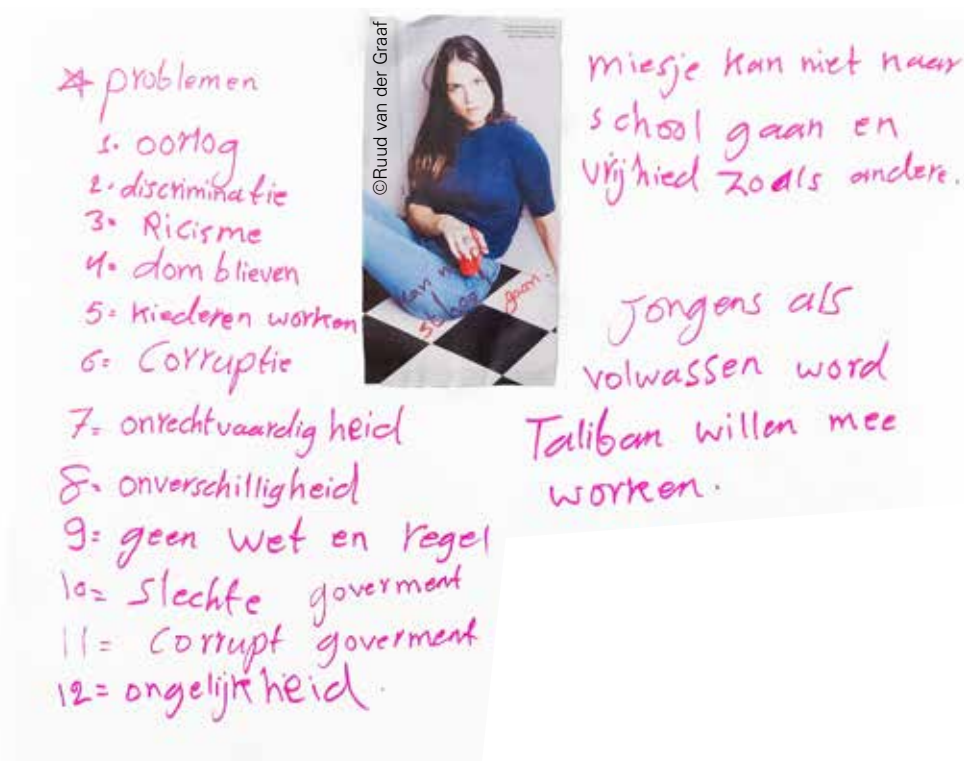 problemen
1. oorlog
2. discriminatie
3. Ricisme
4. dom blieven
5= kiederen worken
6= Corruptie
7= onrechtvaardig heid
8. onverschilligheid
9= geen wet en regel
10= Slechte goverment
11= Corrupt goverment
12= ongelijkheid.
©Ruud van der Graaf
kan n
gaan.
miesje kan niet naar
school gaan en
vrijhied zoals andere.
jongens als
volwassen word
Taliban willen mee
worken.